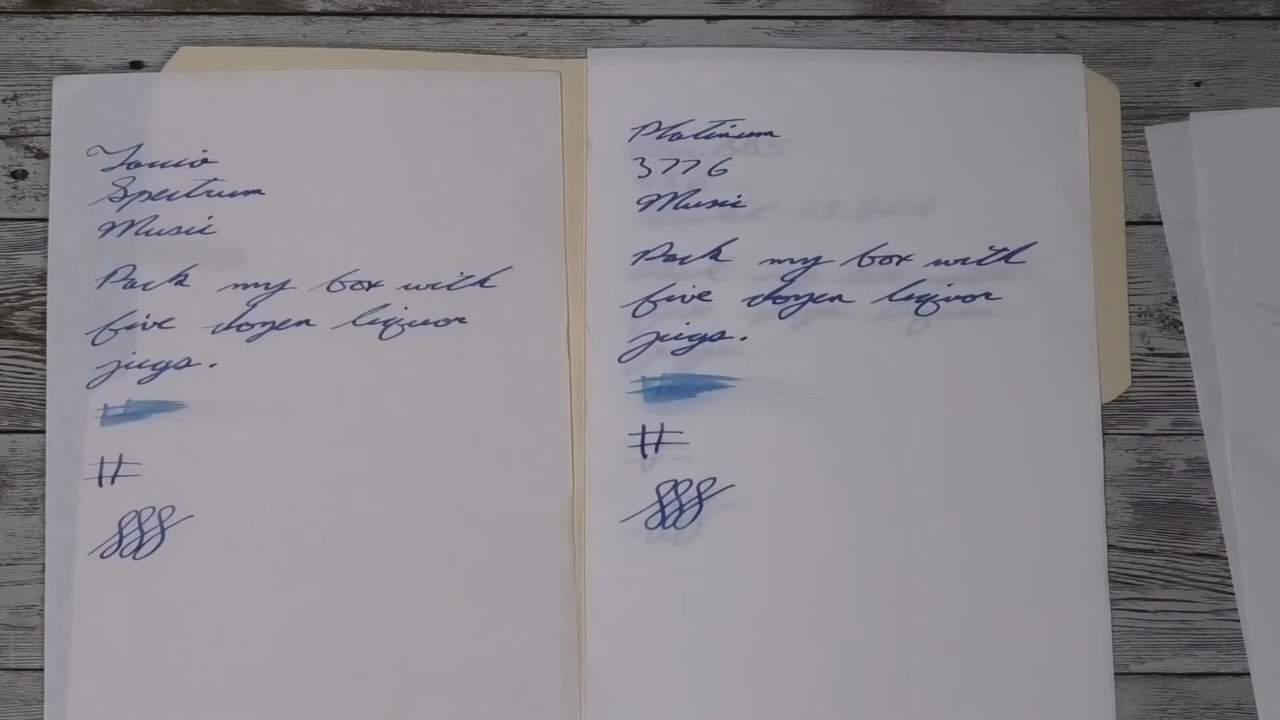 Spectrum
Music
Pack my box with
five dozen liquor
jugs.
#
Platinum
3776
Music
Pack my box with
five dozen liquor
jugs.
#